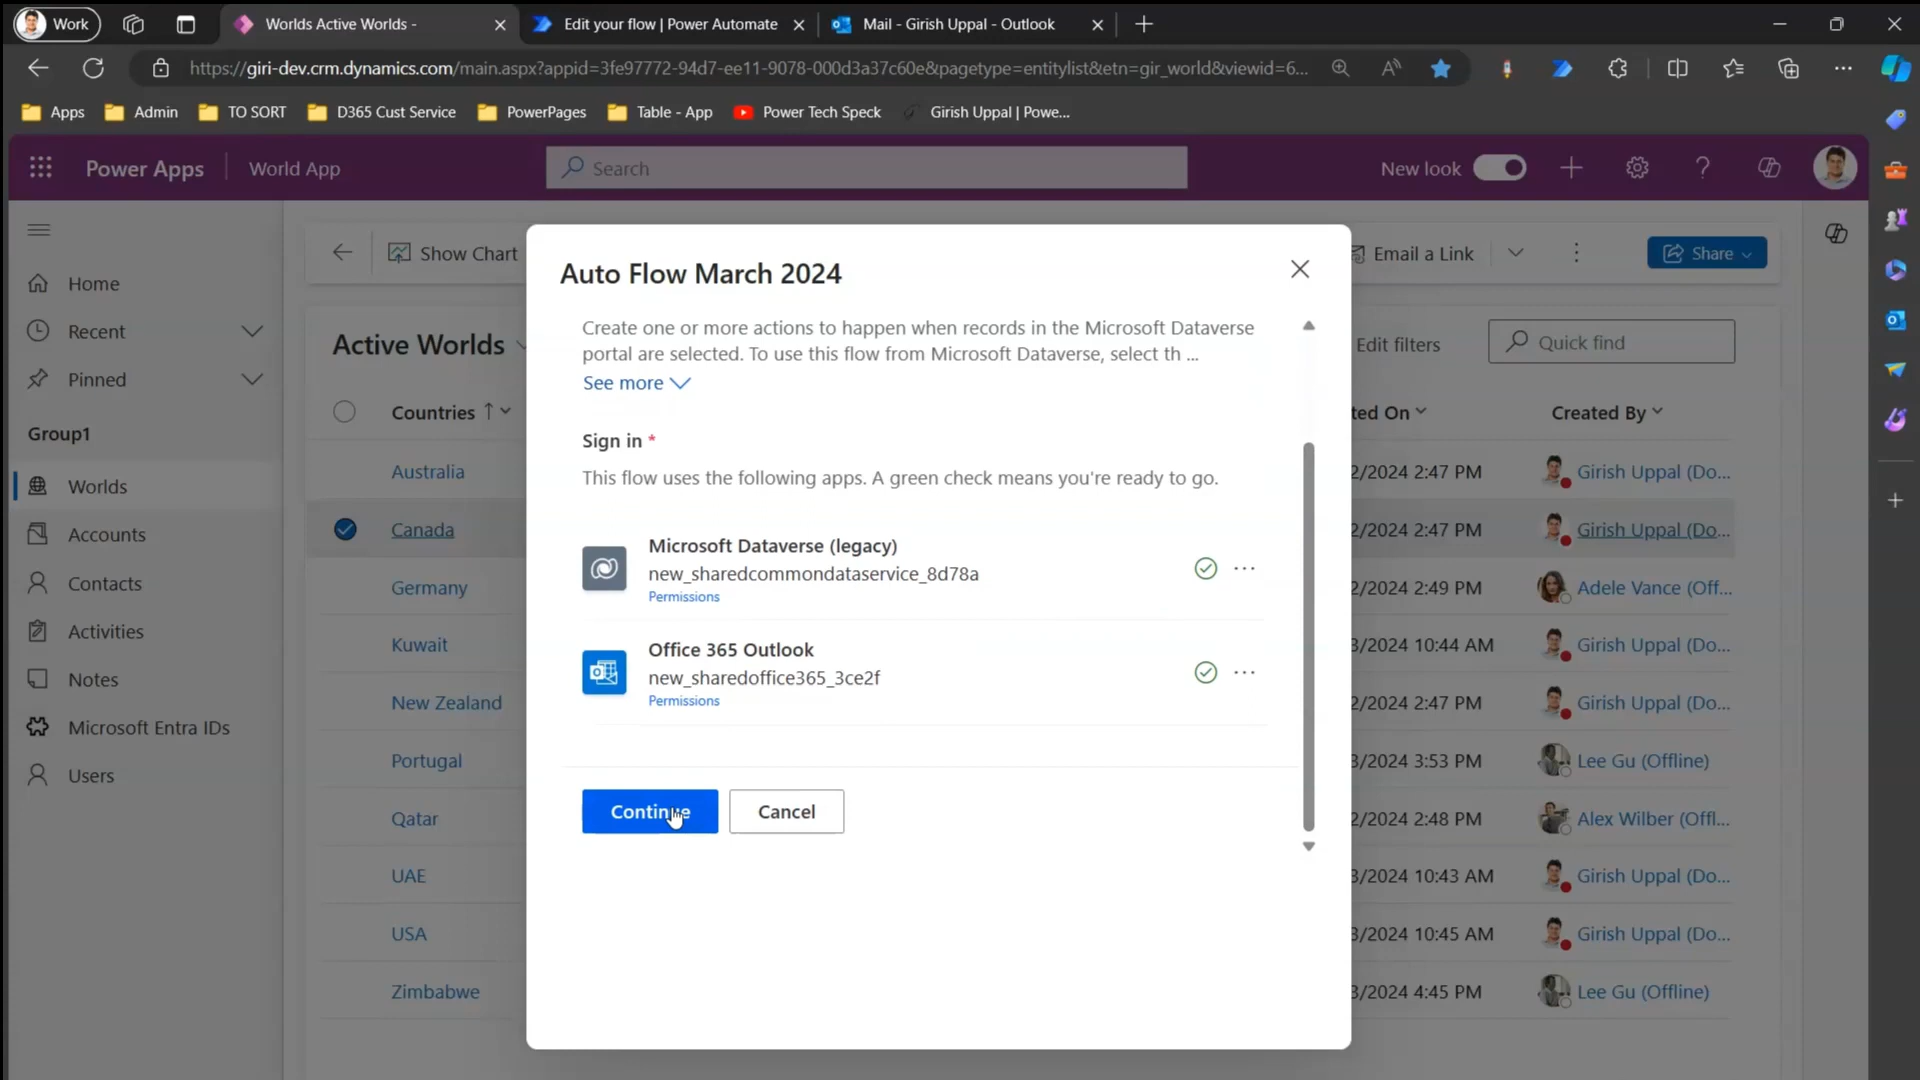 Work
Worlds Active Worlds -
Edit your flow | Power Automate
Mail - Girish Uppal - Outlook
https://giri-dev.crm.dynamics.com/main.aspx?appid=3fe97772-94d7-ee11-9078-000d3a37c60e&pagetype=entitylist&etn=gir_world&viewid=6...
Apps
Admin
TO SORT
D365 Cust Service
PowerPages
Table - App
Power Tech Speck
Girish Uppal | Powe...
Power Apps
World App
Search
New look
Home
Recent
Pinned
Group1
Worlds
Accounts
Contacts
Activities
Notes
Microsoft Entra IDs
Users
Show Chart
Email a Link
Share
Active Worlds
Edit filters
Quick find
Countries
ted On
Created By
Australia
2/2024 2:47 PM
Girish Uppal (Do...
Canada
2/2024 2:47 PM
Girish Uppal (Do...
Germany
2/2024 2:49 PM
Adele Vance (Off...
Kuwait
3/2024 10:44 AM
Girish Uppal (Do...
New Zealand
2/2024 2:47 PM
Girish Uppal (Do...
Portugal
3/2024 3:53 PM
Lee Gu (Offline)
Qatar
2/2024 2:48 PM
Alex Wilber (Offl...
UAE
3/2024 10:43 AM
Girish Uppal (Do...
USA
3/2024 10:45 AM
Girish Uppal (Do...
Zimbabwe
3/2024 4:45 PM
Lee Gu (Offline)
Auto Flow March 2024
Create one or more actions to happen when records in the Microsoft Dataverse
portal are selected. To use this flow from Microsoft Dataverse, select th ...
See more
Sign in *
This flow uses the following apps. A green check means you're ready to go.
Microsoft Dataverse (legacy)
new_sharedcommondataservice_8d78a
Permissions
Office 365 Outlook
new_sharedoffice365_3ce2f
Permissions
Continue
Cancel